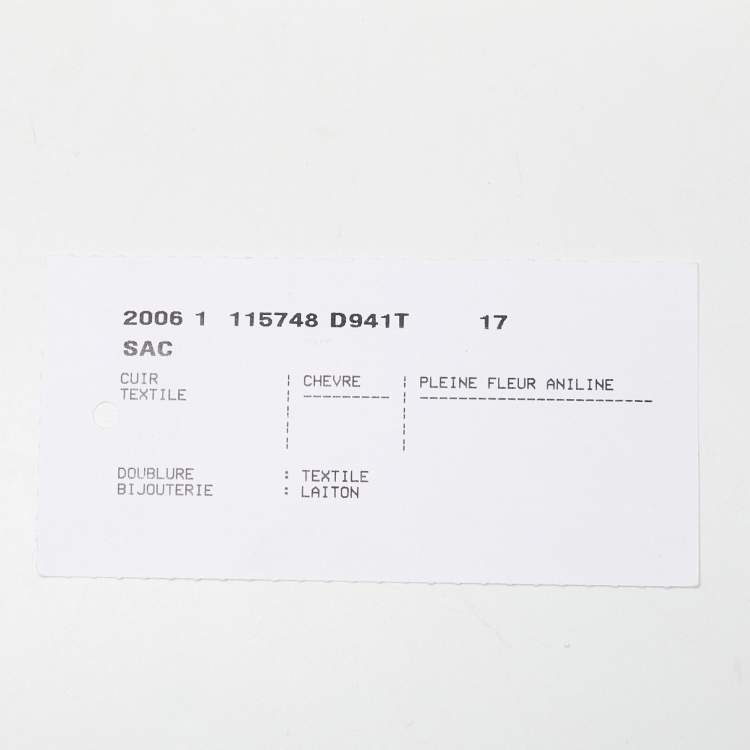 2006 1 115748 D941T 17
SAC
CUIR ¦ CHEVRE ¦ PLEINE FLEUR ANILINE
TEXTILE ¦ --------- ¦ ------------------------
DOUBLURE : TEXTILE
BIJOUTERIE : LAITON